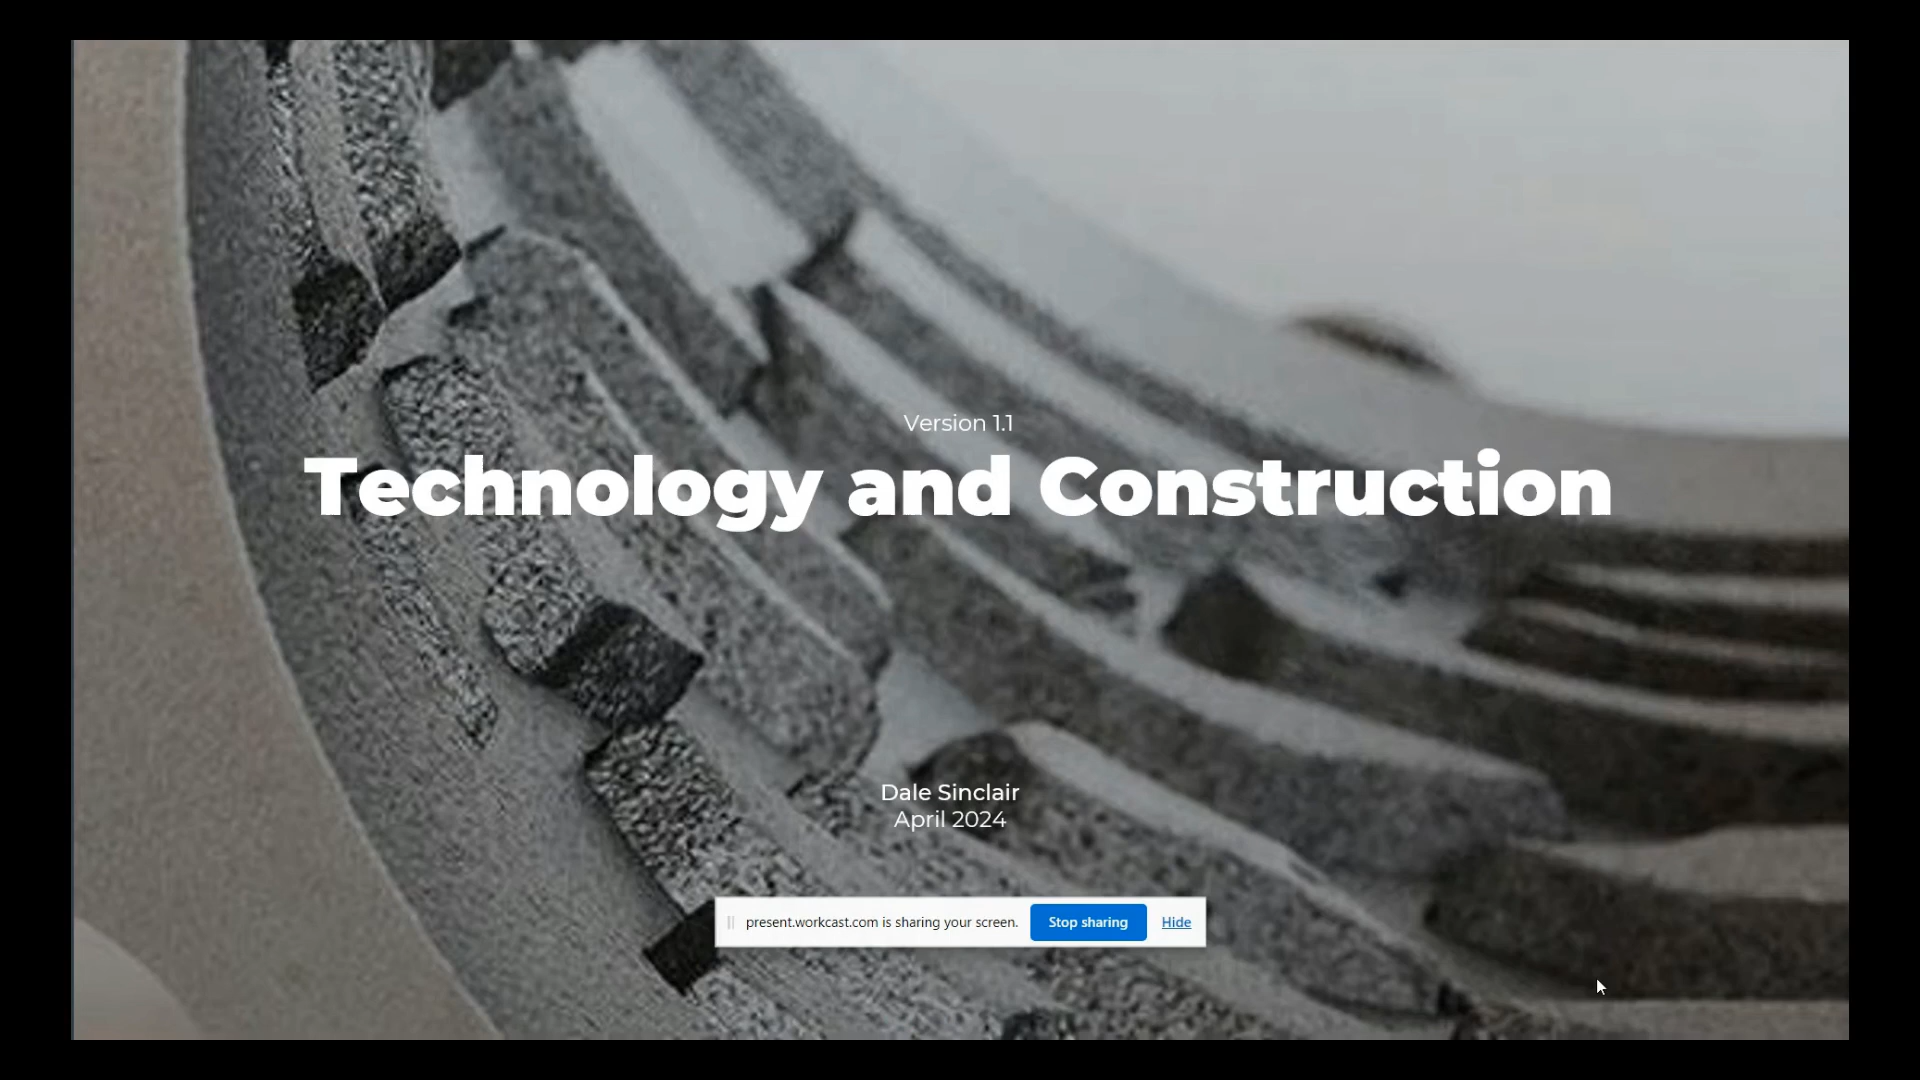 Version 1.1
Technology and Construction
Dale Sinclair
April 2024
present.workcast.com is sharing your screen. Stop sharing Hide